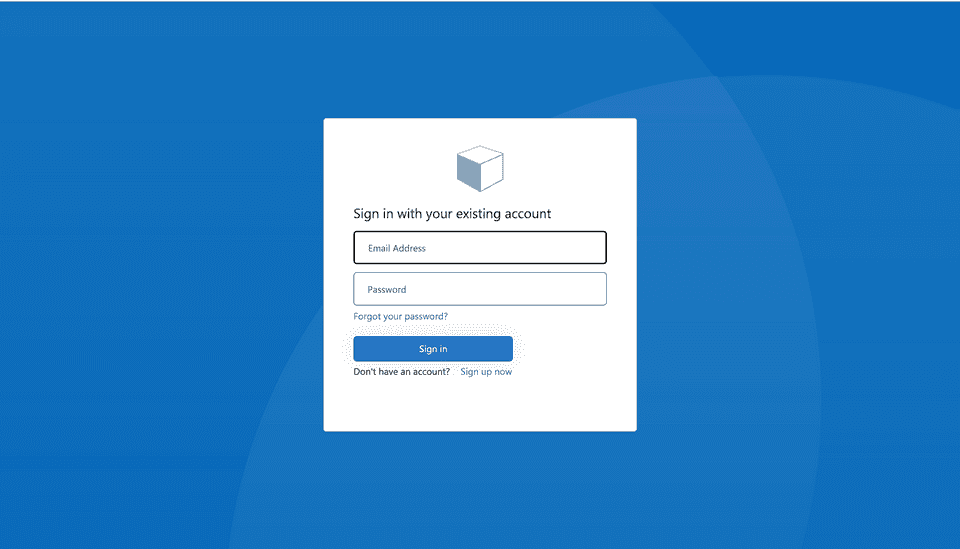 Sign in with your existing account
Email Address
Password
Forgot your password?
Sign in
Don't have an account? Sign up now